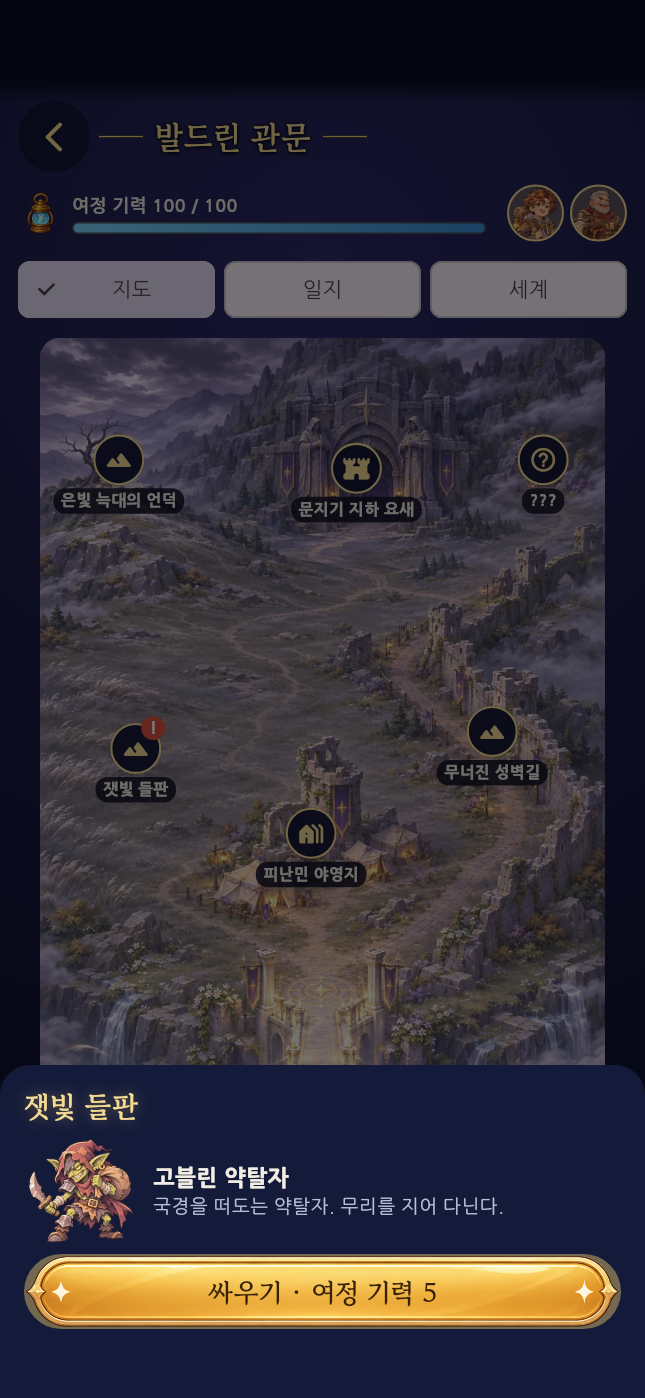 발드린 관문
여정 기력 100 / 100
지도
일지
세계
은빛 늑대의 언덕
문지기 지하 요새
???
잿빛 들판
무너진 성벽길
피난민 야영지
잿빛 들판
고블린 약탈자
국경을 떠도는 약탈자. 무리를 지어 다닌다.
싸우기 · 여정 기력 5